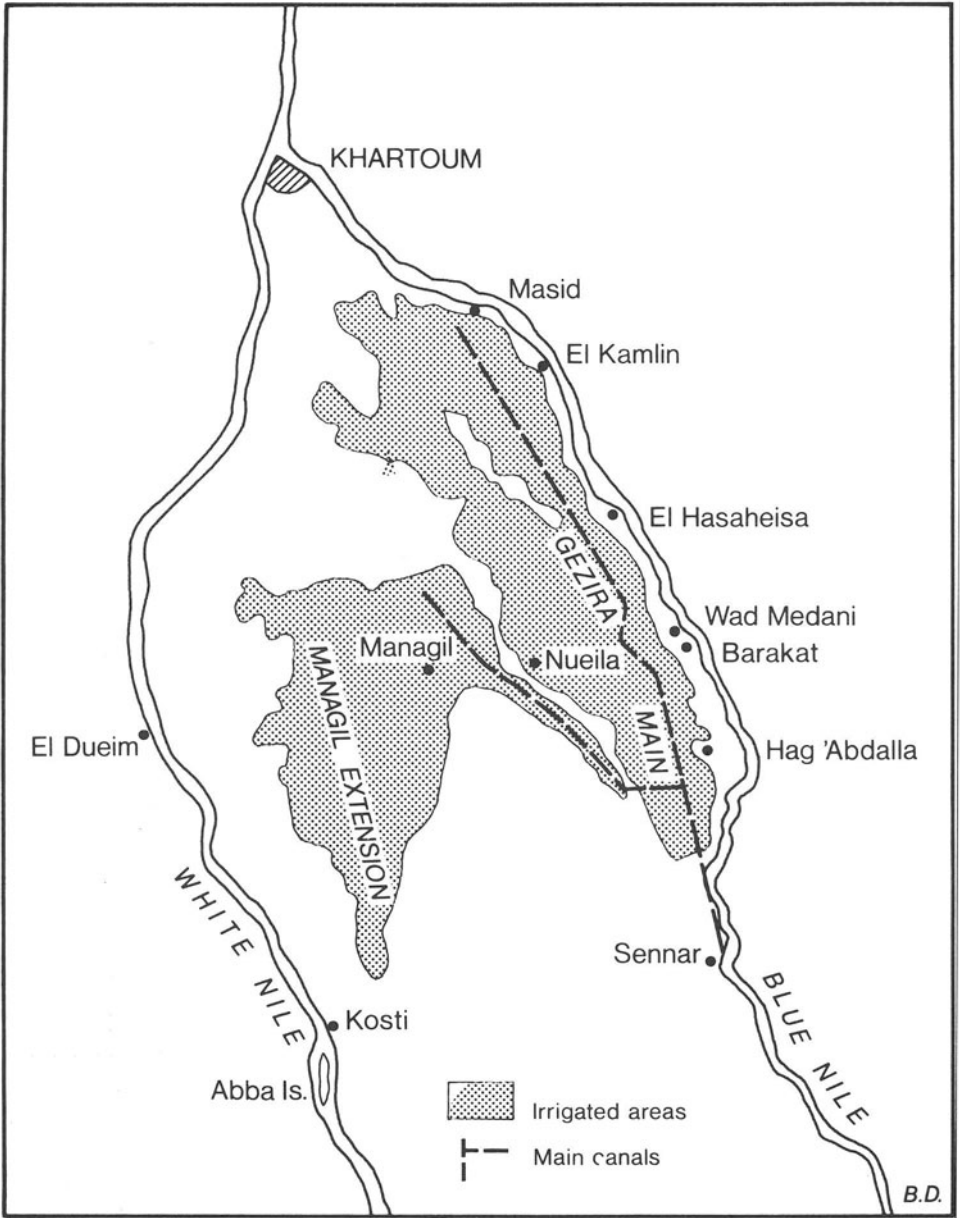 KHARTOUM
Masid
El Kamlin
El Hasaheisa
GEZIRA
Wad Medani
Managil
Nueila
Barakat
MANAGIL EXTENSION
El Dueim
MAIN
Hag 'Abdalla
WHITE NILE
Sennar
BLUE NILE
Kosti
Abba Is.
Irrigated areas
Main canals
B.D.